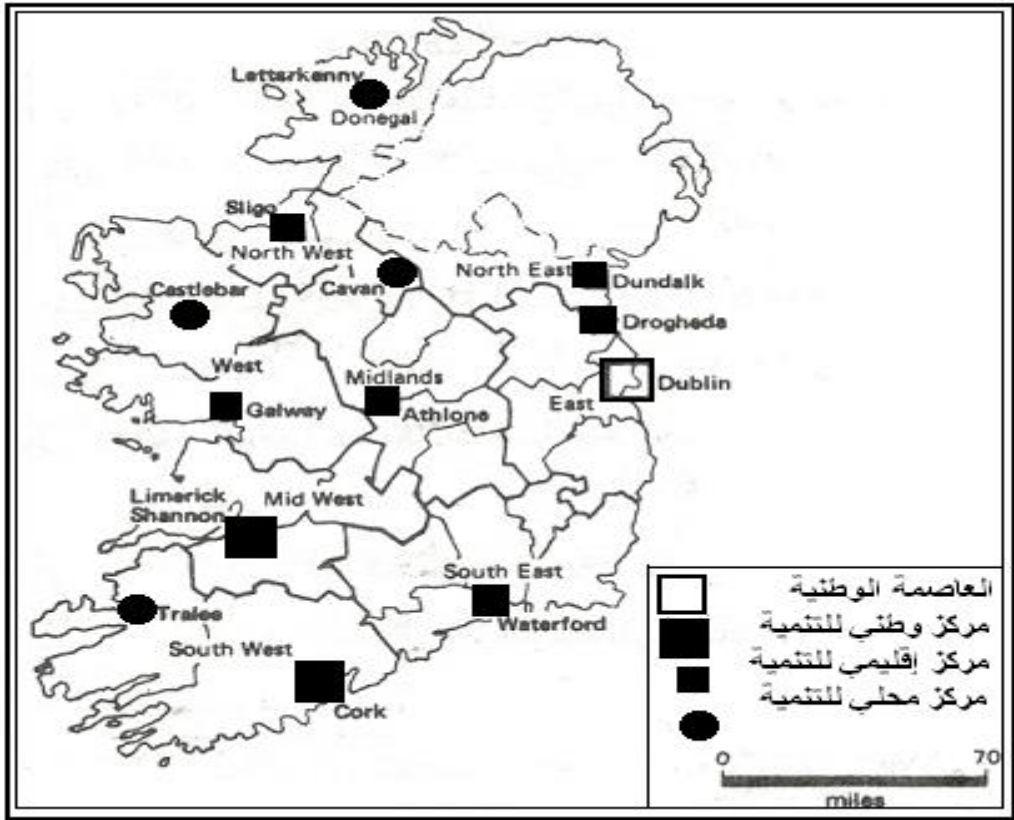 Letterkenny
Donegal
Sligo
North West
North East
Dundalk
Castlebar
Cavan
Drogheda
West
Midlands
Dublin
Galway
Athlone
East
Limerick
Shannon
Mid West
South East
Tralee
Waterford
South West
Cork
العاصمة الوطنية
مركز وطني للتنمية
مركز إقليمي للتنمية
مركز محلي للتنمية
0 70
miles